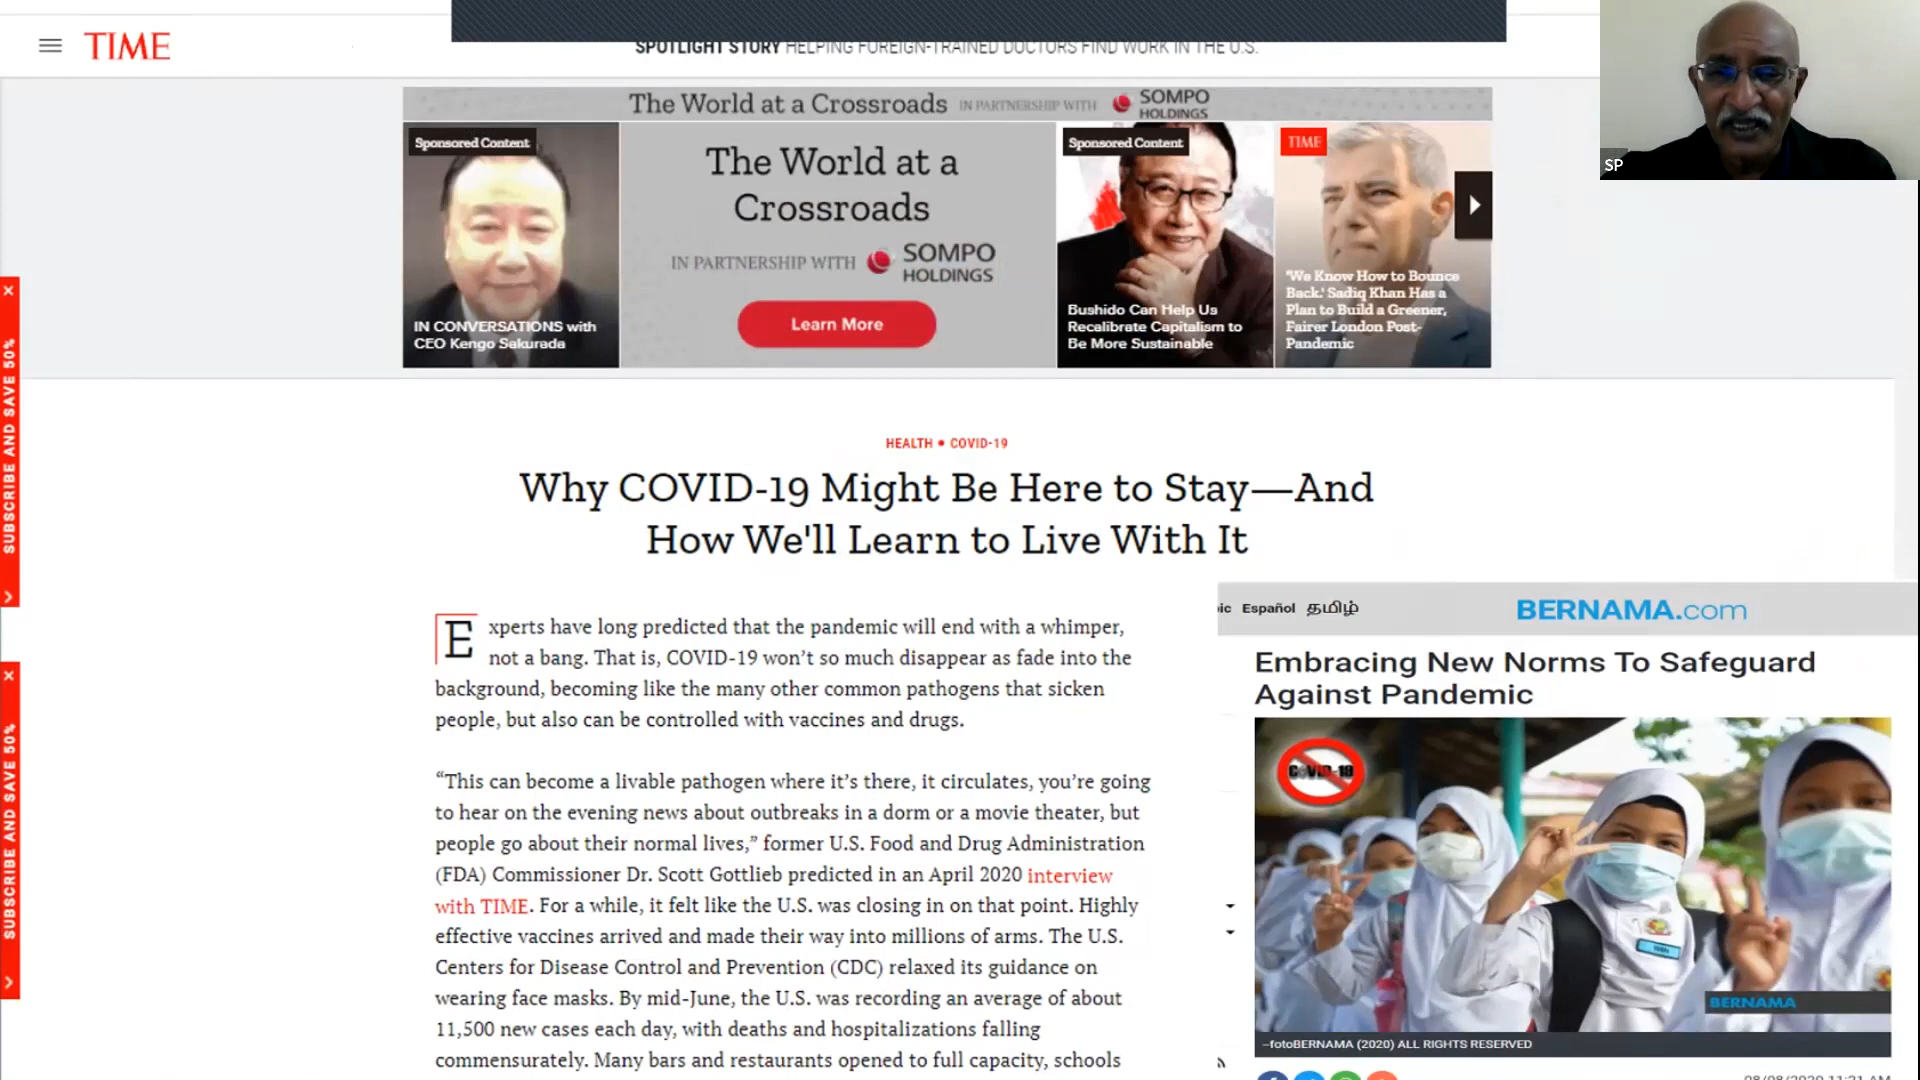 TIME
SPOTLIGHT STORY HELPING FOREIGN-TRAINED DOCTORS FIND WORK IN THE U.S.
The World at a Crossroads IN PARTNERSHIP WITH SOMPO HOLDINGS
Sponsored Content
IN CONVERSATIONS with
CEO Kengo Sakurada
The World at a
Crossroads
IN PARTNERSHIP WITH SOMPO
HOLDINGS
Learn More
Sponsored Content
Bushido Can Help Us
Recalibrate Capitalism to
Be More Sustainable
TIME
'We Know How to Bounce
Back.' Sadiq Khan Has a
Plan to Build a Greener,
Fairer London Post-
Pandemic
SP
SUBSCRIBE AND SAVE 50%
SUBSCRIBE AND SAVE 50%
HEALTH • COVID-19
Why COVID-19 Might Be Here to Stay—And
How We'll Learn to Live With It
Experts have long predicted that the pandemic will end with a whimper,
not a bang. That is, COVID-19 won’t so much disappear as fade into the
background, becoming like the many other common pathogens that sicken
people, but also can be controlled with vaccines and drugs.
“This can become a livable pathogen where it’s there, it circulates, you’re going
to hear on the evening news about outbreaks in a dorm or a movie theater, but
people go about their normal lives,” former U.S. Food and Drug Administration
(FDA) Commissioner Dr. Scott Gottlieb predicted in an April 2020 interview
with TIME. For a while, it felt like the U.S. was closing in on that point. Highly
effective vaccines arrived and made their way into millions of arms. The U.S.
Centers for Disease Control and Prevention (CDC) relaxed its guidance on
wearing face masks. By mid-June, the U.S. was recording an average of about
11,500 new cases each day, with deaths and hospitalizations falling
commensurately. Many bars and restaurants opened to full capacity, schools
ic Español தமிழ்
BERNAMA.com
Embracing New Norms To Safeguard
Against Pandemic
COVID-19
BERNAMA
–fotoBERNAMA (2020) ALL RIGHTS RESERVED